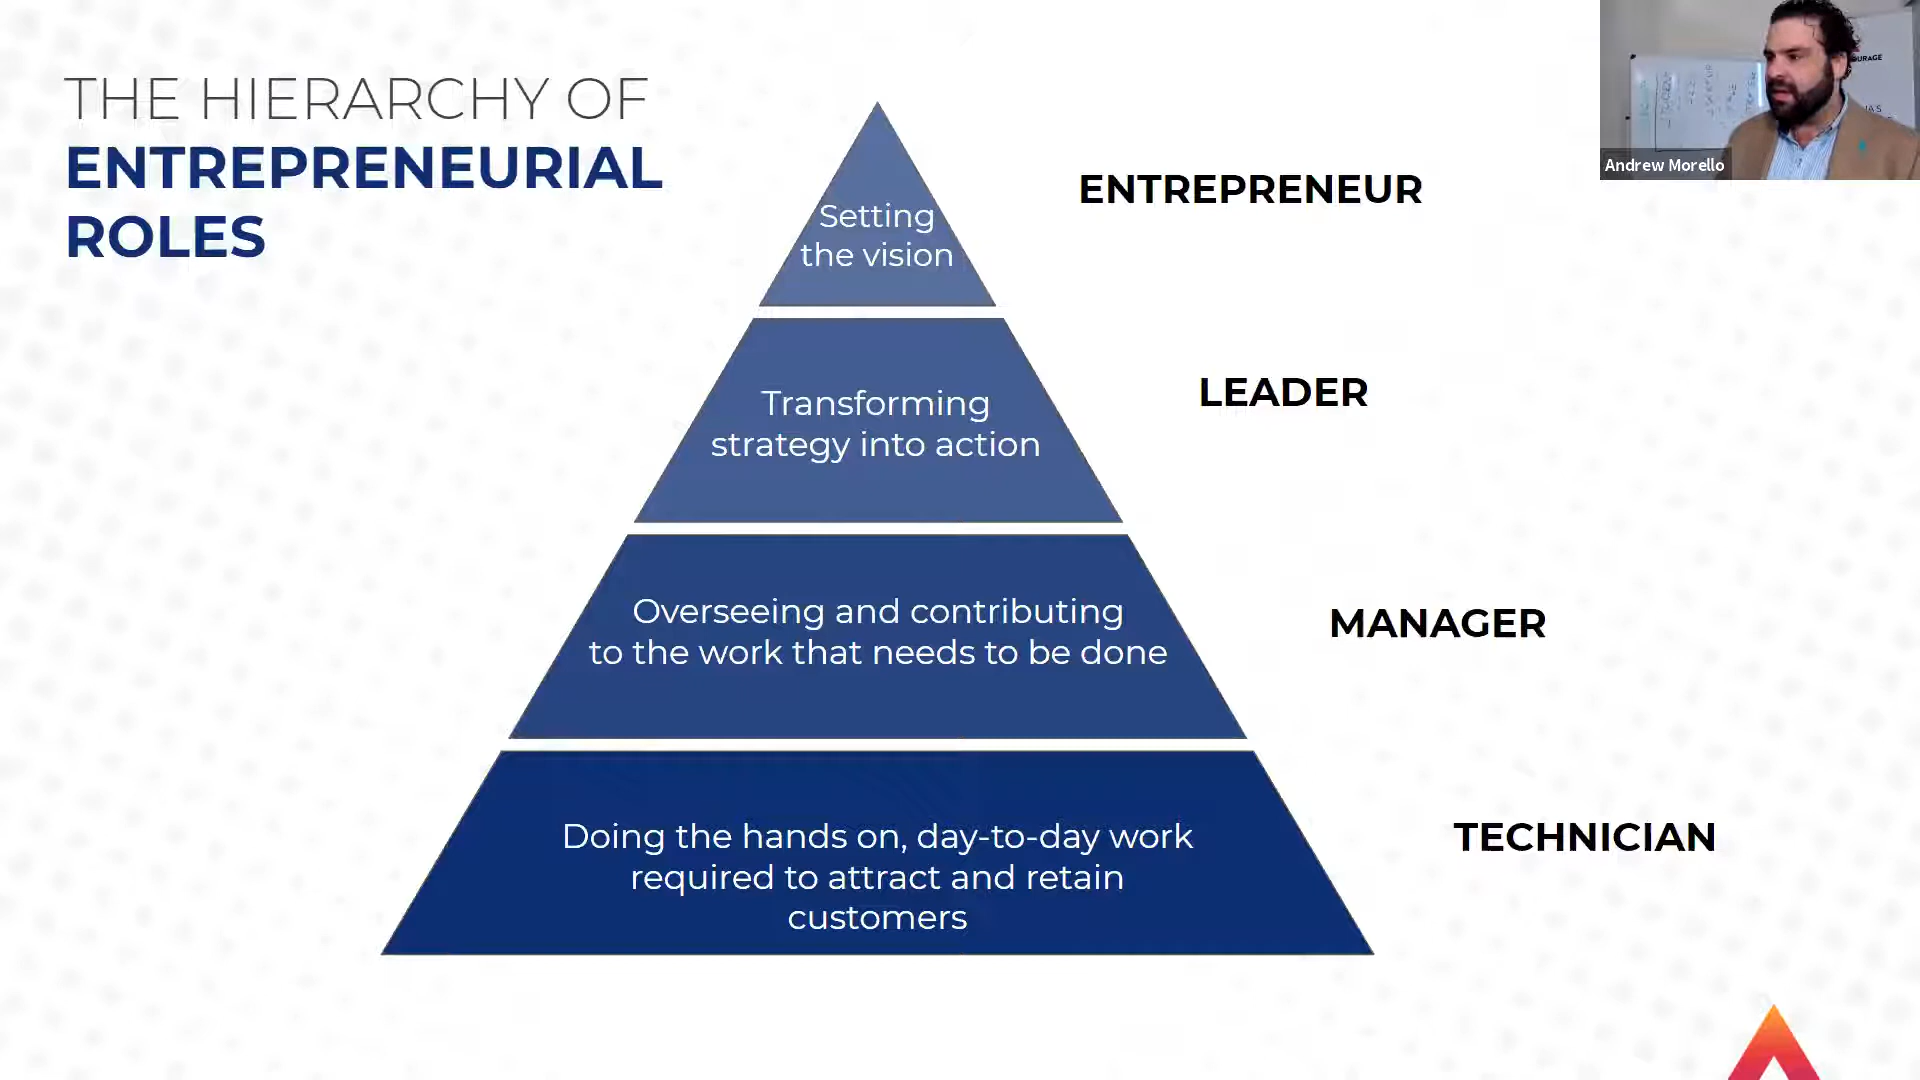 THE HIERARCHY OF
ENTREPRENEURIAL
ROLES
Setting
the vision
ENTREPRENEUR
Transforming
strategy into action
LEADER
Overseeing and contributing
to the work that needs to be done
MANAGER
Doing the hands on, day-to-day work
required to attract and retain
customers
TECHNICIAN
Andrew Morello